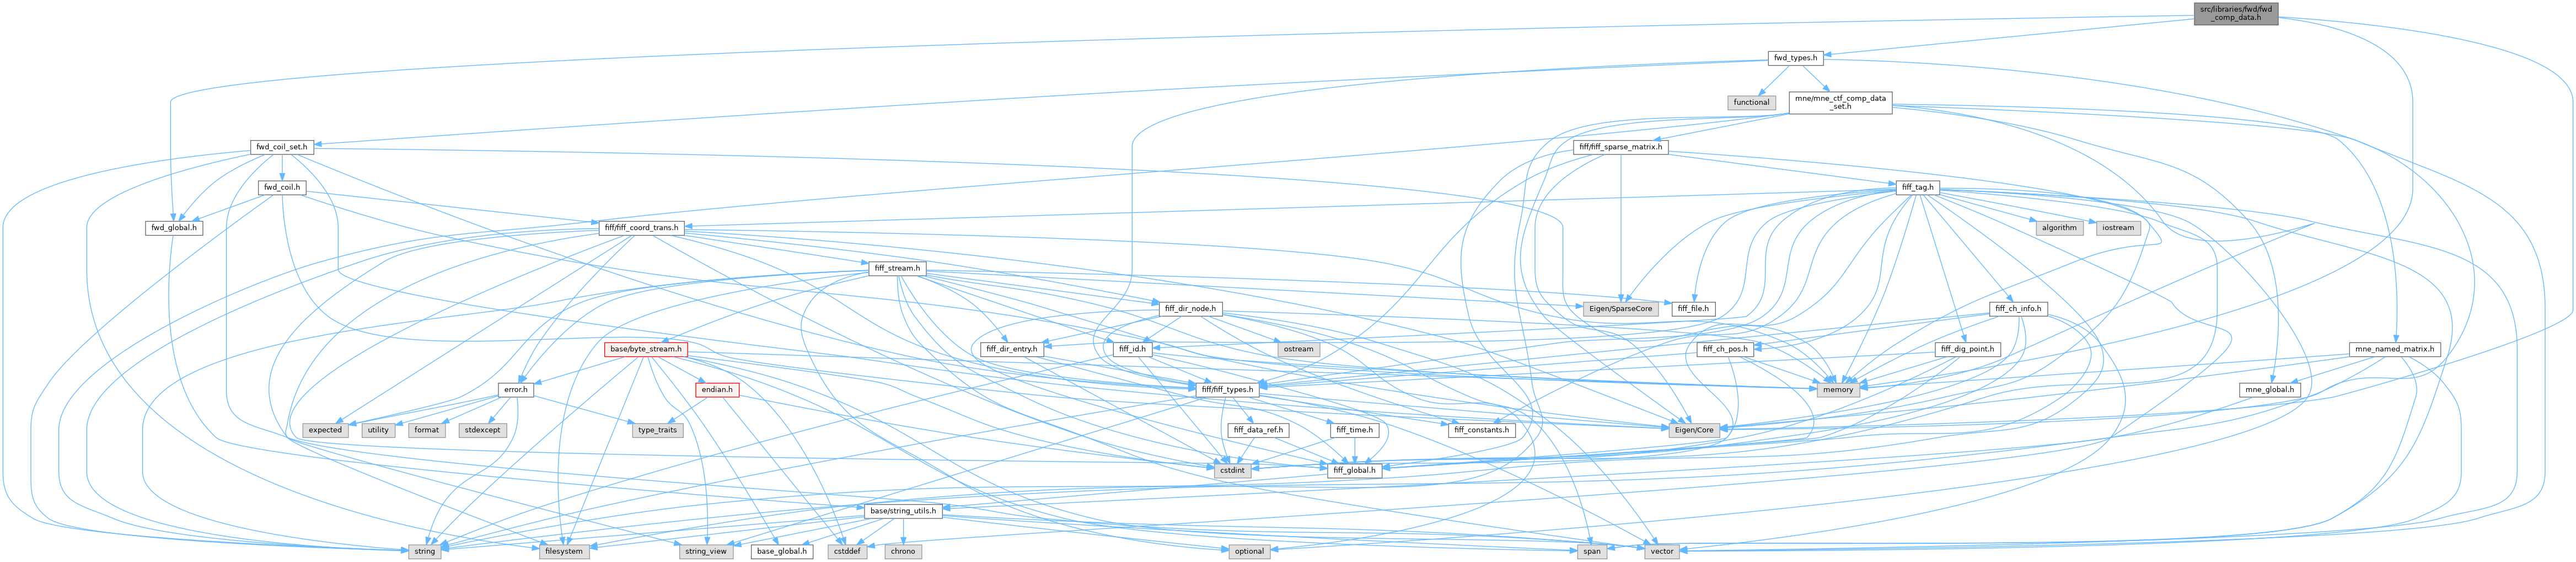 src/libraries/fwd/fwd
_comp_data.h
fwd_types.h
functional
mne/mne_ctf_comp_data
_set.h
fwd_coil_set.h
fiff/fiff_sparse_matrix.h
fwd_coil.h
fiff_tag.h
fwd_global.h
fiff/fiff_coord_trans.h
algorithm
iostream
fiff_stream.h
fiff_dir_node.h
Eigen/SparseCore
fiff_file.h
fiff_ch_info.h
base/byte_stream.h
fiff_dir_entry.h
fiff_id.h
ostream
fiff_ch_pos.h
fiff_dig_point.h
mne_named_matrix.h
error.h
endian.h
fiff/fiff_types.h
memory
mne_global.h
expected
utility
format
stdexcept
type_traits
fiff_data_ref.h
fiff_time.h
fiff_constants.h
Eigen/Core
cstdint
fiff_global.h
base/string_utils.h
string
filesystem
string_view
base_global.h
cstddef
chrono
optional
span
vector